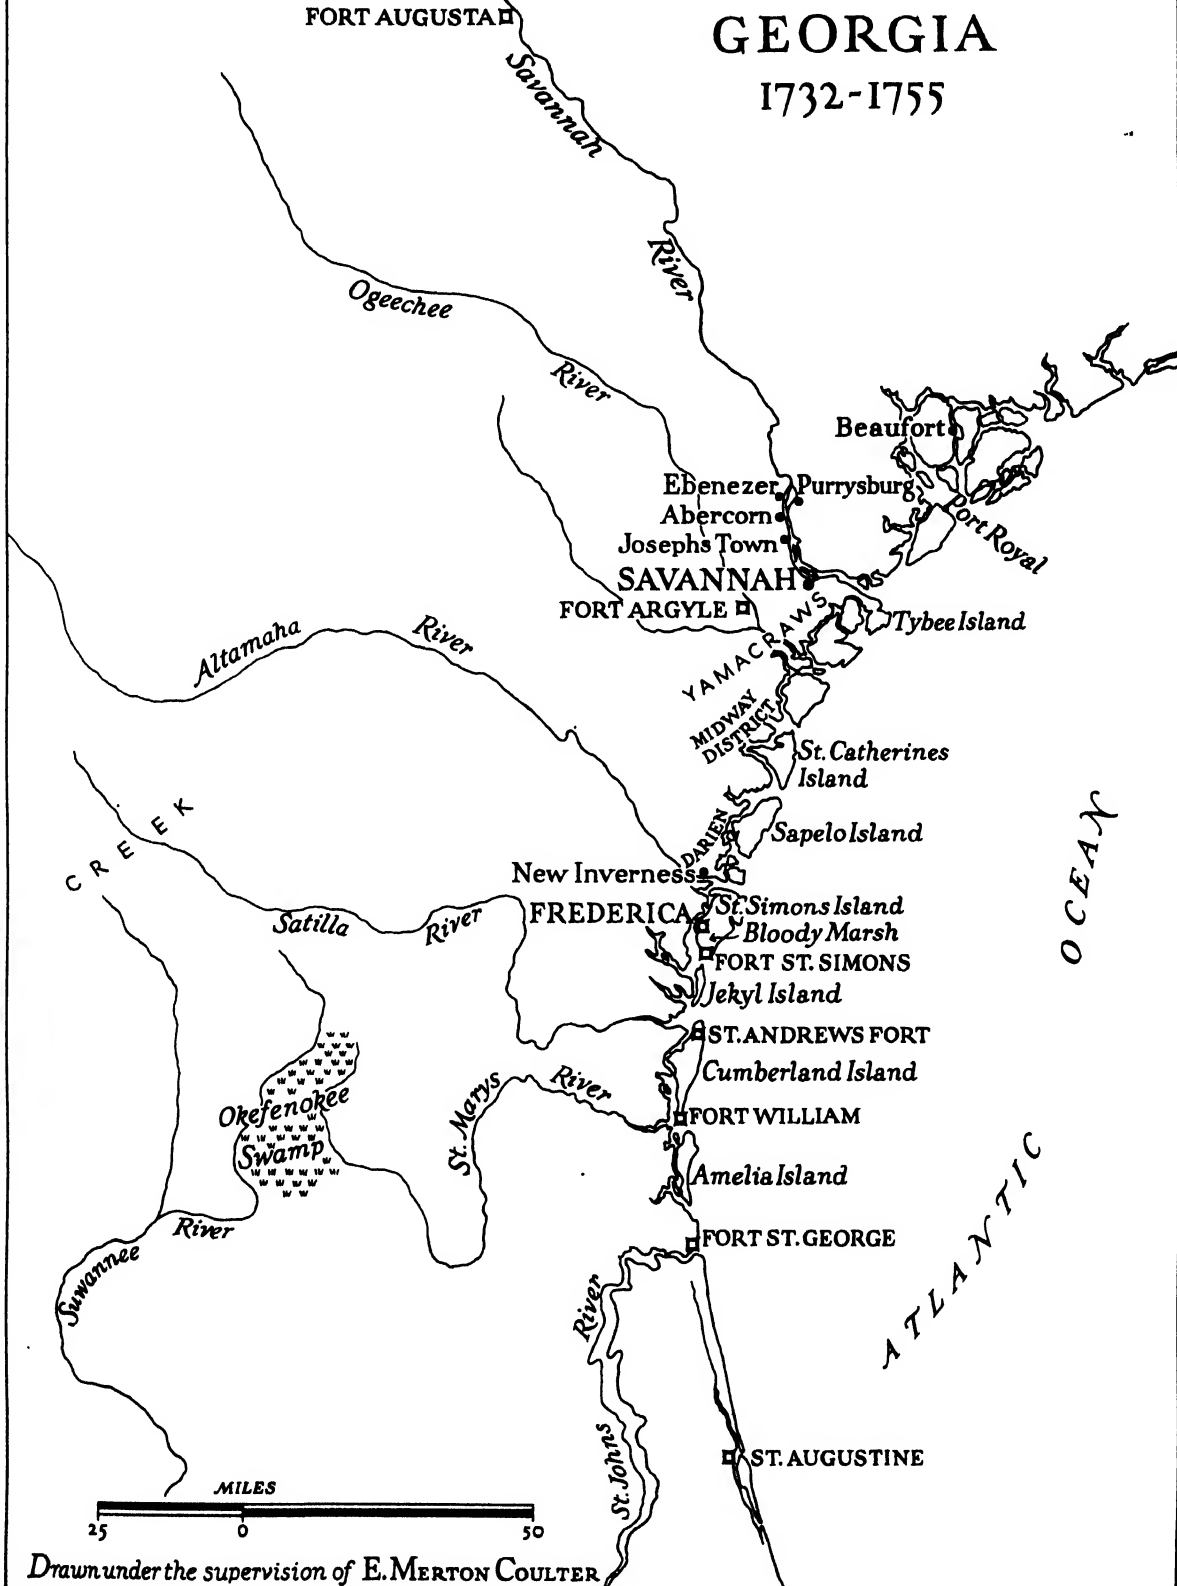 FORT AUGUSTA
GEORGIA
1732-1755
Savannah
River
Ogeechee
River
Beaufort
Ebenezer
Purrysburg
Abercorn
Port Royal
Josephs Town
SAVANNAH
FORT ARGYLE
Tybee Island
YAMACRAWS
Altamaha
River
MIDWAY
DISTRICT
St. Catherines
Island
CREEK
DARIEN
Sapelo Island
New Inverness
OCEAN
Satilla
River
FREDERICA
St. Simons Island
Bloody Marsh
FORT ST. SIMONS
Jekyl Island
ST. ANDREWS FORT
Cumberland Island
Okefenokee
Swamp
St. Marys
River
FORT WILLIAM
Amelia Island
ATLANTIC
Suwannee
River
FORT ST. GEORGE
River
St. Johns
ST. AUGUSTINE
MILES
25 0 50
Drawn under the supervision of E. MERTON COULTER